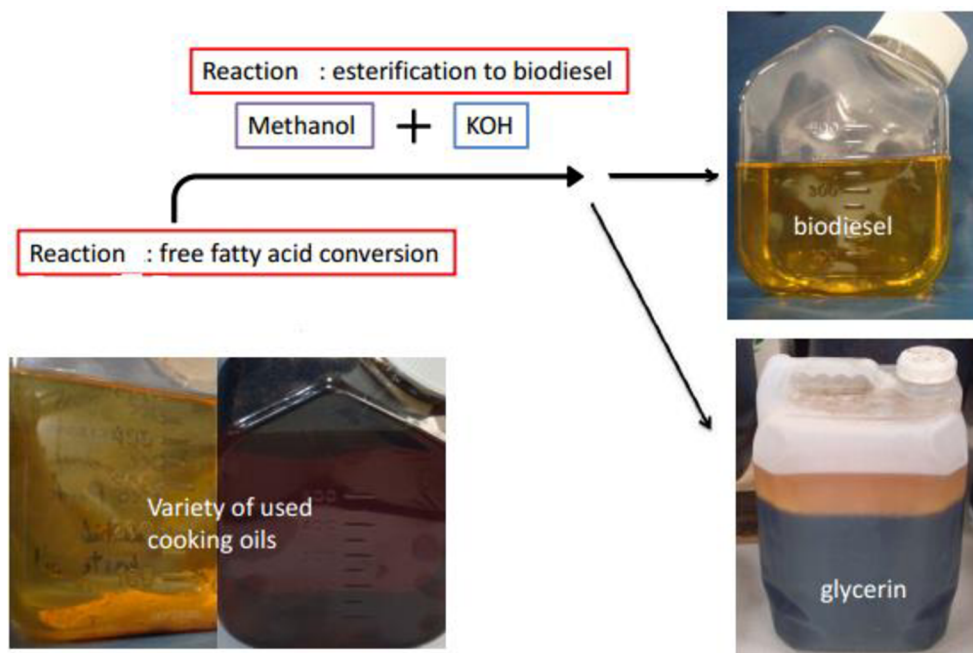 Reaction : esterification to biodiesel
Methanol + KOH
Reaction : free fatty acid conversion
biodiesel
Variety of used
cooking oils
glycerin